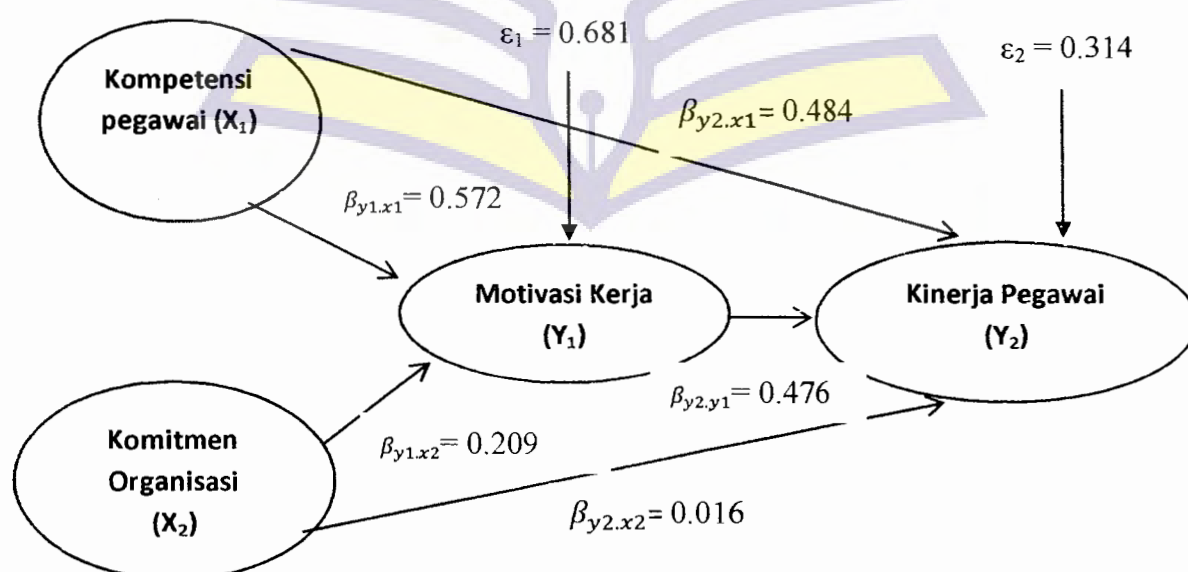 ε₁ = 0.681
ε₂ = 0.314
Kompetensi
pegawai (X₁)
β_y2.x1= 0.484
β_y1.x1= 0.572
Motivasi Kerja
(Y₁)
Kinerja Pegawai
(Y₂)
β_y2.y1= 0.476
Komitmen
Organisasi
(X₂)
β_y1.x2= 0.209
β_y2.x2= 0.016